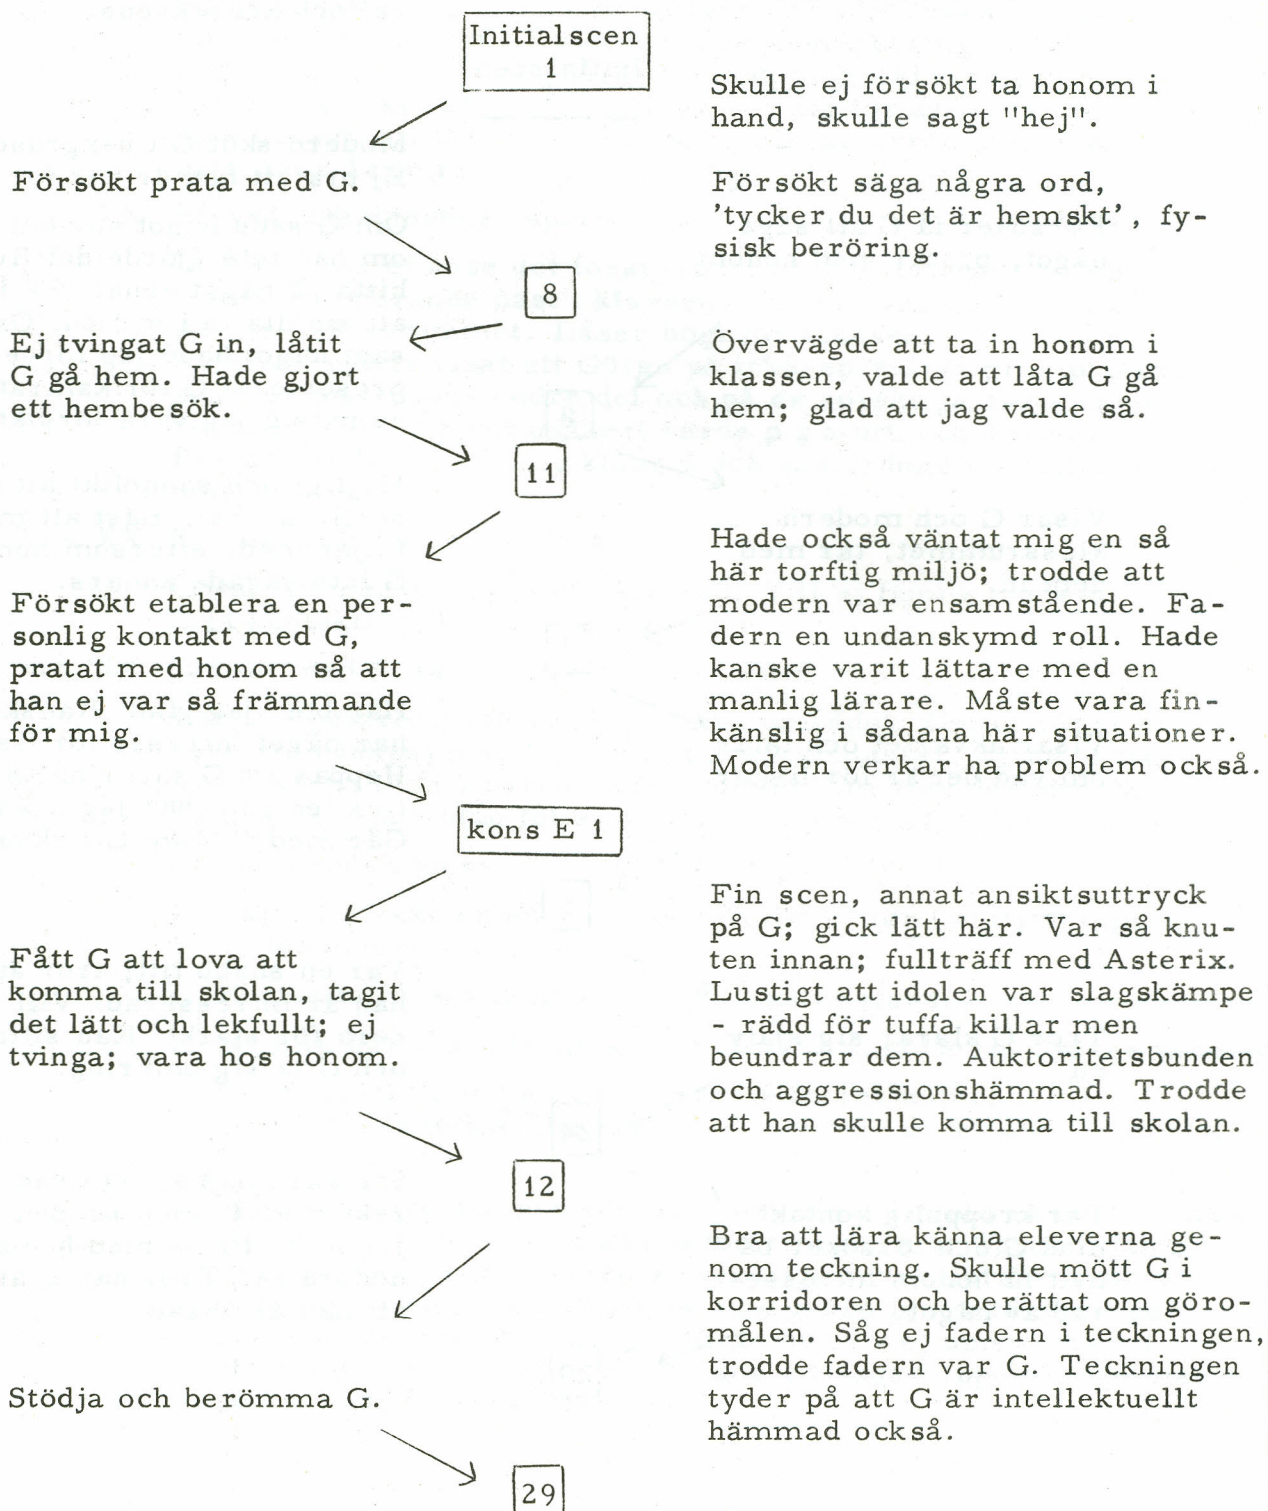 Initialscen
1
Skulle ej försökt ta honom i
hand, skulle sagt "hej".
Försökt prata med G.
Försökt säga några ord,
'tycker du det är hemskt', fy-
sisk beröring.
8
Ej tvingat G in, låtit
G gå hem. Hade gjort
ett hembesök.
Övervägde att ta in honom i
klassen, valde att låta G gå
hem; glad att jag valde så.
11
Hade också väntat mig en så
här torftig miljö; trodde att
modern var ensamstående. Fa-
dern en undanskymd roll. Hade
kanske varit lättare med en
manlig lärare. Måste vara fin-
känslig i sådana här situationer.
Modern verkar ha problem också.
Försökt etablera en per-
sonlig kontakt med G,
pratat med honom så att
han ej var så främmande
för mig.
kons E 1
Fin scen, annat ansiktsuttryck
på G; gick lätt här. Var så knu-
ten innan; fullträff med Asterix.
Lustigt att idolen var slagskämpe
- rädd för tuffa killar men
beundrar dem. Auktoritetsbunden
och aggressionshämmad. Trodde
att han skulle komma till skolan.
Fått G att lova att
komma till skolan, tagit
det lätt och lekfullt; ej
tvinga; vara hos honom.
12
Bra att lära känna eleverna ge-
nom teckning. Skulle mött G i
korridoren och berättat om göro-
målen. Såg ej fadern i teckningen,
trodde fadern var G. Teckningen
tyder på att G är intellektuellt
hämmad också.
Stödja och berömma G.
29